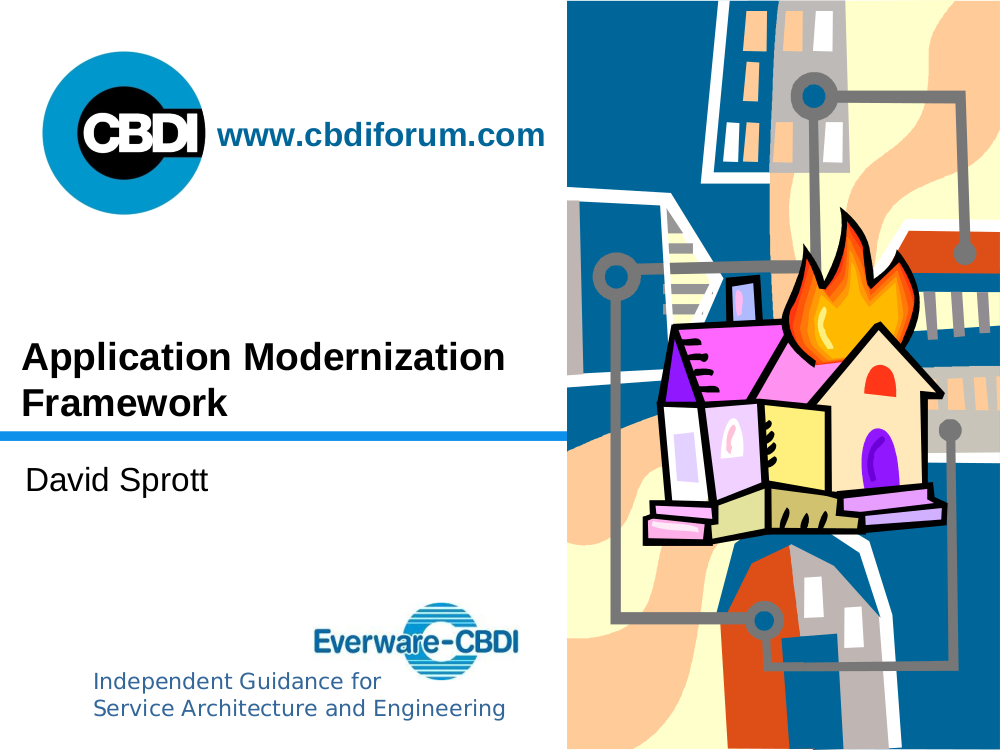 CBDI
www.cbdiforum.com
Application Modernization
Framework
David Sprott
Everware-CBDI
Independent Guidance for
Service Architecture and Engineering